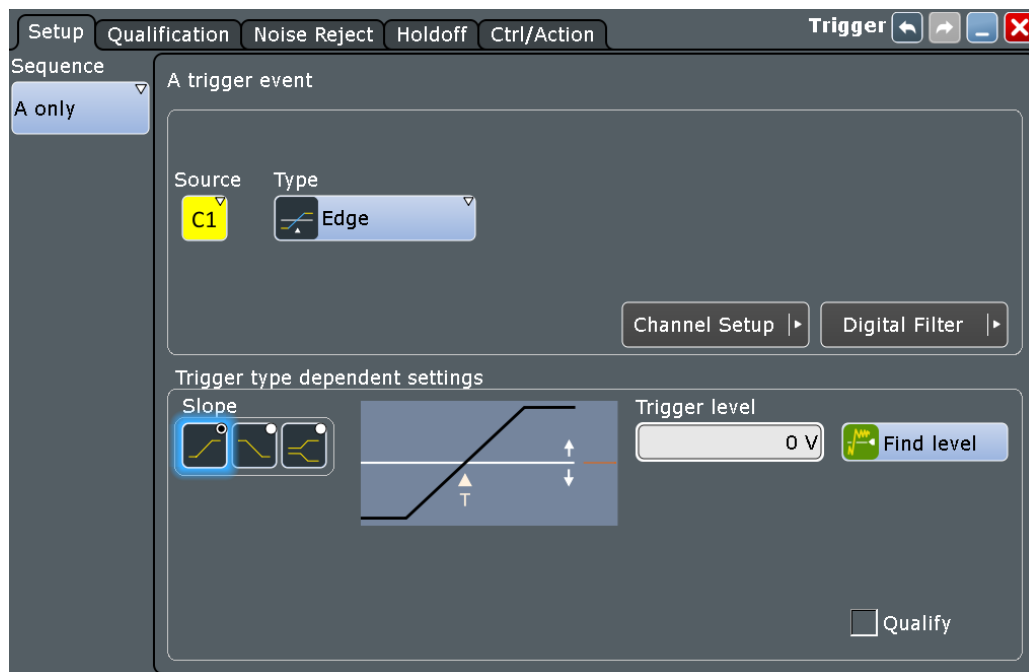 Setup Qualification Noise Reject Holdoff Ctrl/Action Trigger
Sequence
A only
A trigger event
Source Type
C1 Edge
Channel Setup Digital Filter
Trigger type dependent settings
Slope Trigger level
0 V Find level
T
Qualify